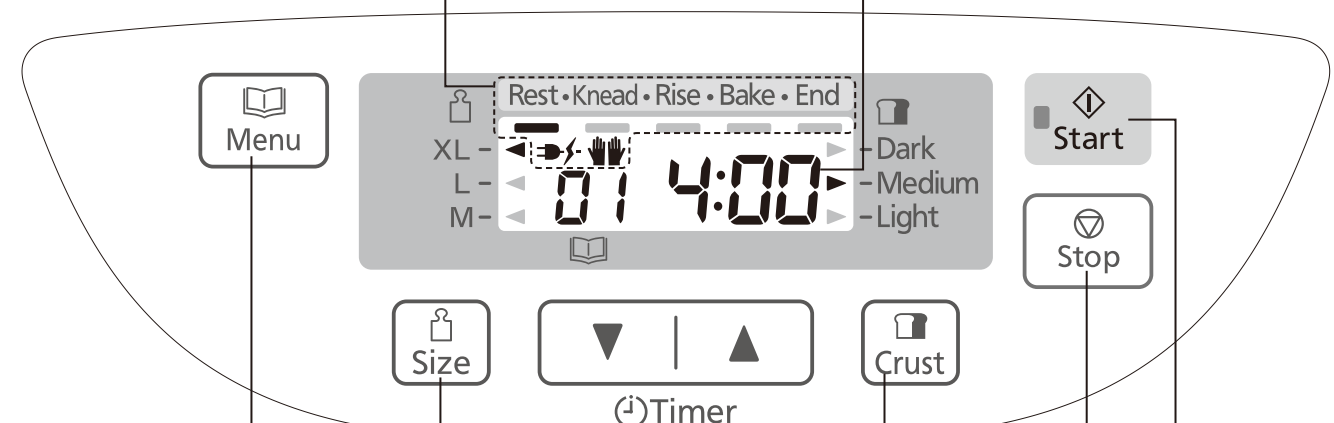 Rest • Knead • Rise • Bake • End
Menu
Start
XL
Dark
L
01
4:00
Medium
M
Light
Stop
Size
Crust
Timer